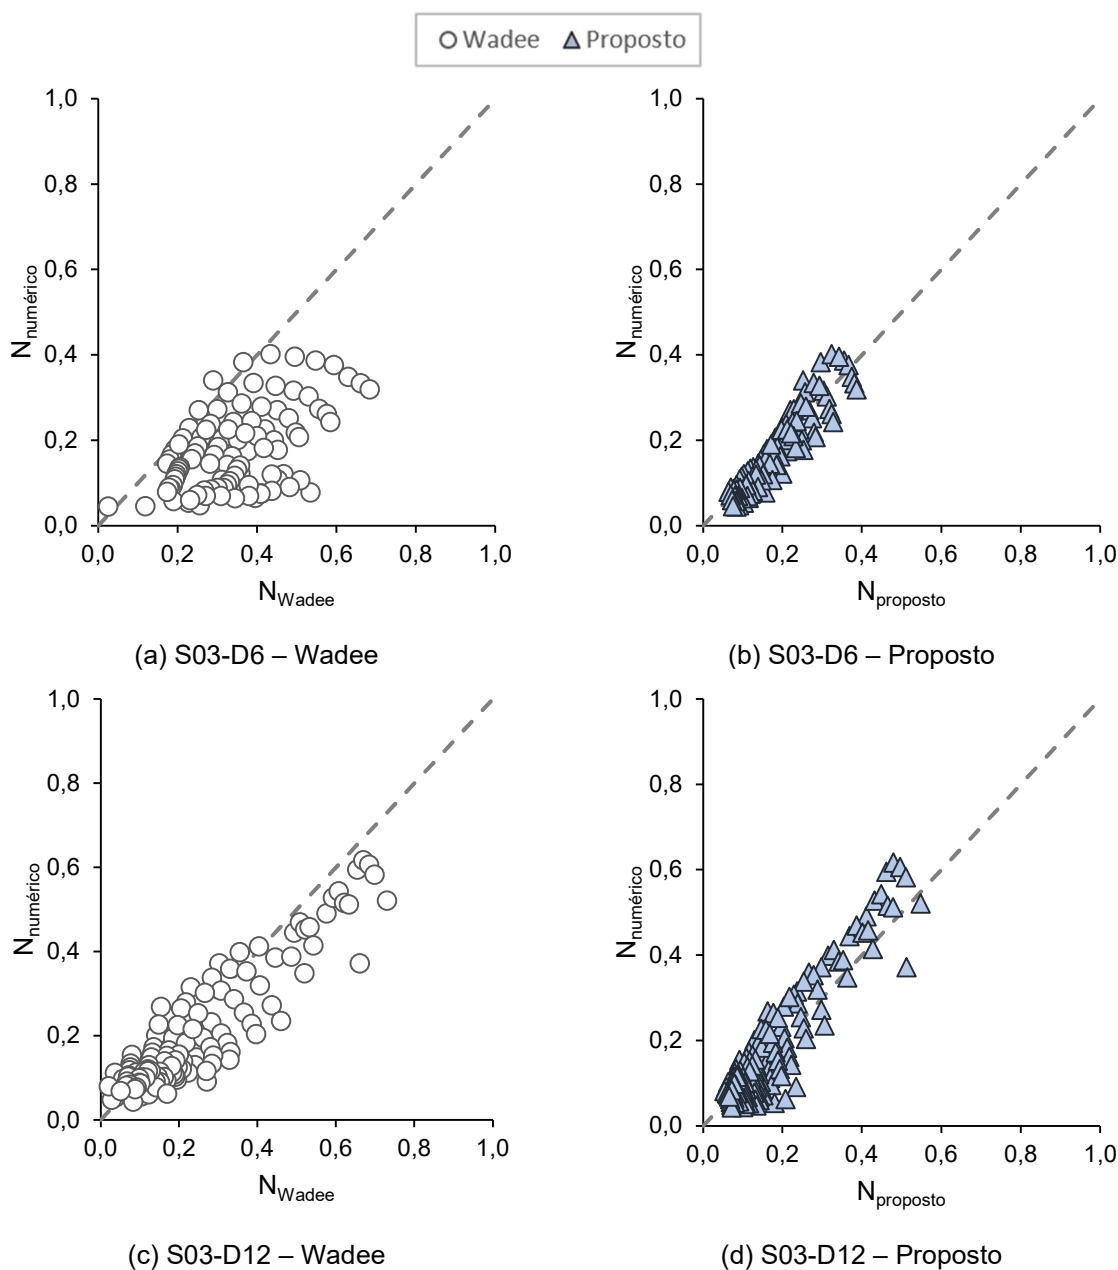 Wadee Proposto
1,0
0,8
0,6
0,4
0,2
0,0
N numérico
0,0 0,2 0,4 0,6 0,8 1,0
N Wadee
(a) S03-D6 – Wadee
1,0
0,8
0,6
0,4
0,2
0,0
N numérico
0,0 0,2 0,4 0,6 0,8 1,0
N proposto
(b) S03-D6 – Proposto
1,0
0,8
0,6
0,4
0,2
0,0
N numérico
0,0 0,2 0,4 0,6 0,8 1,0
N Wadee
(c) S03-D12 – Wadee
1,0
0,8
0,6
0,4
0,2
0,0
N numérico
0,0 0,2 0,4 0,6 0,8 1,0
N proposto
(d) S03-D12 – Proposto